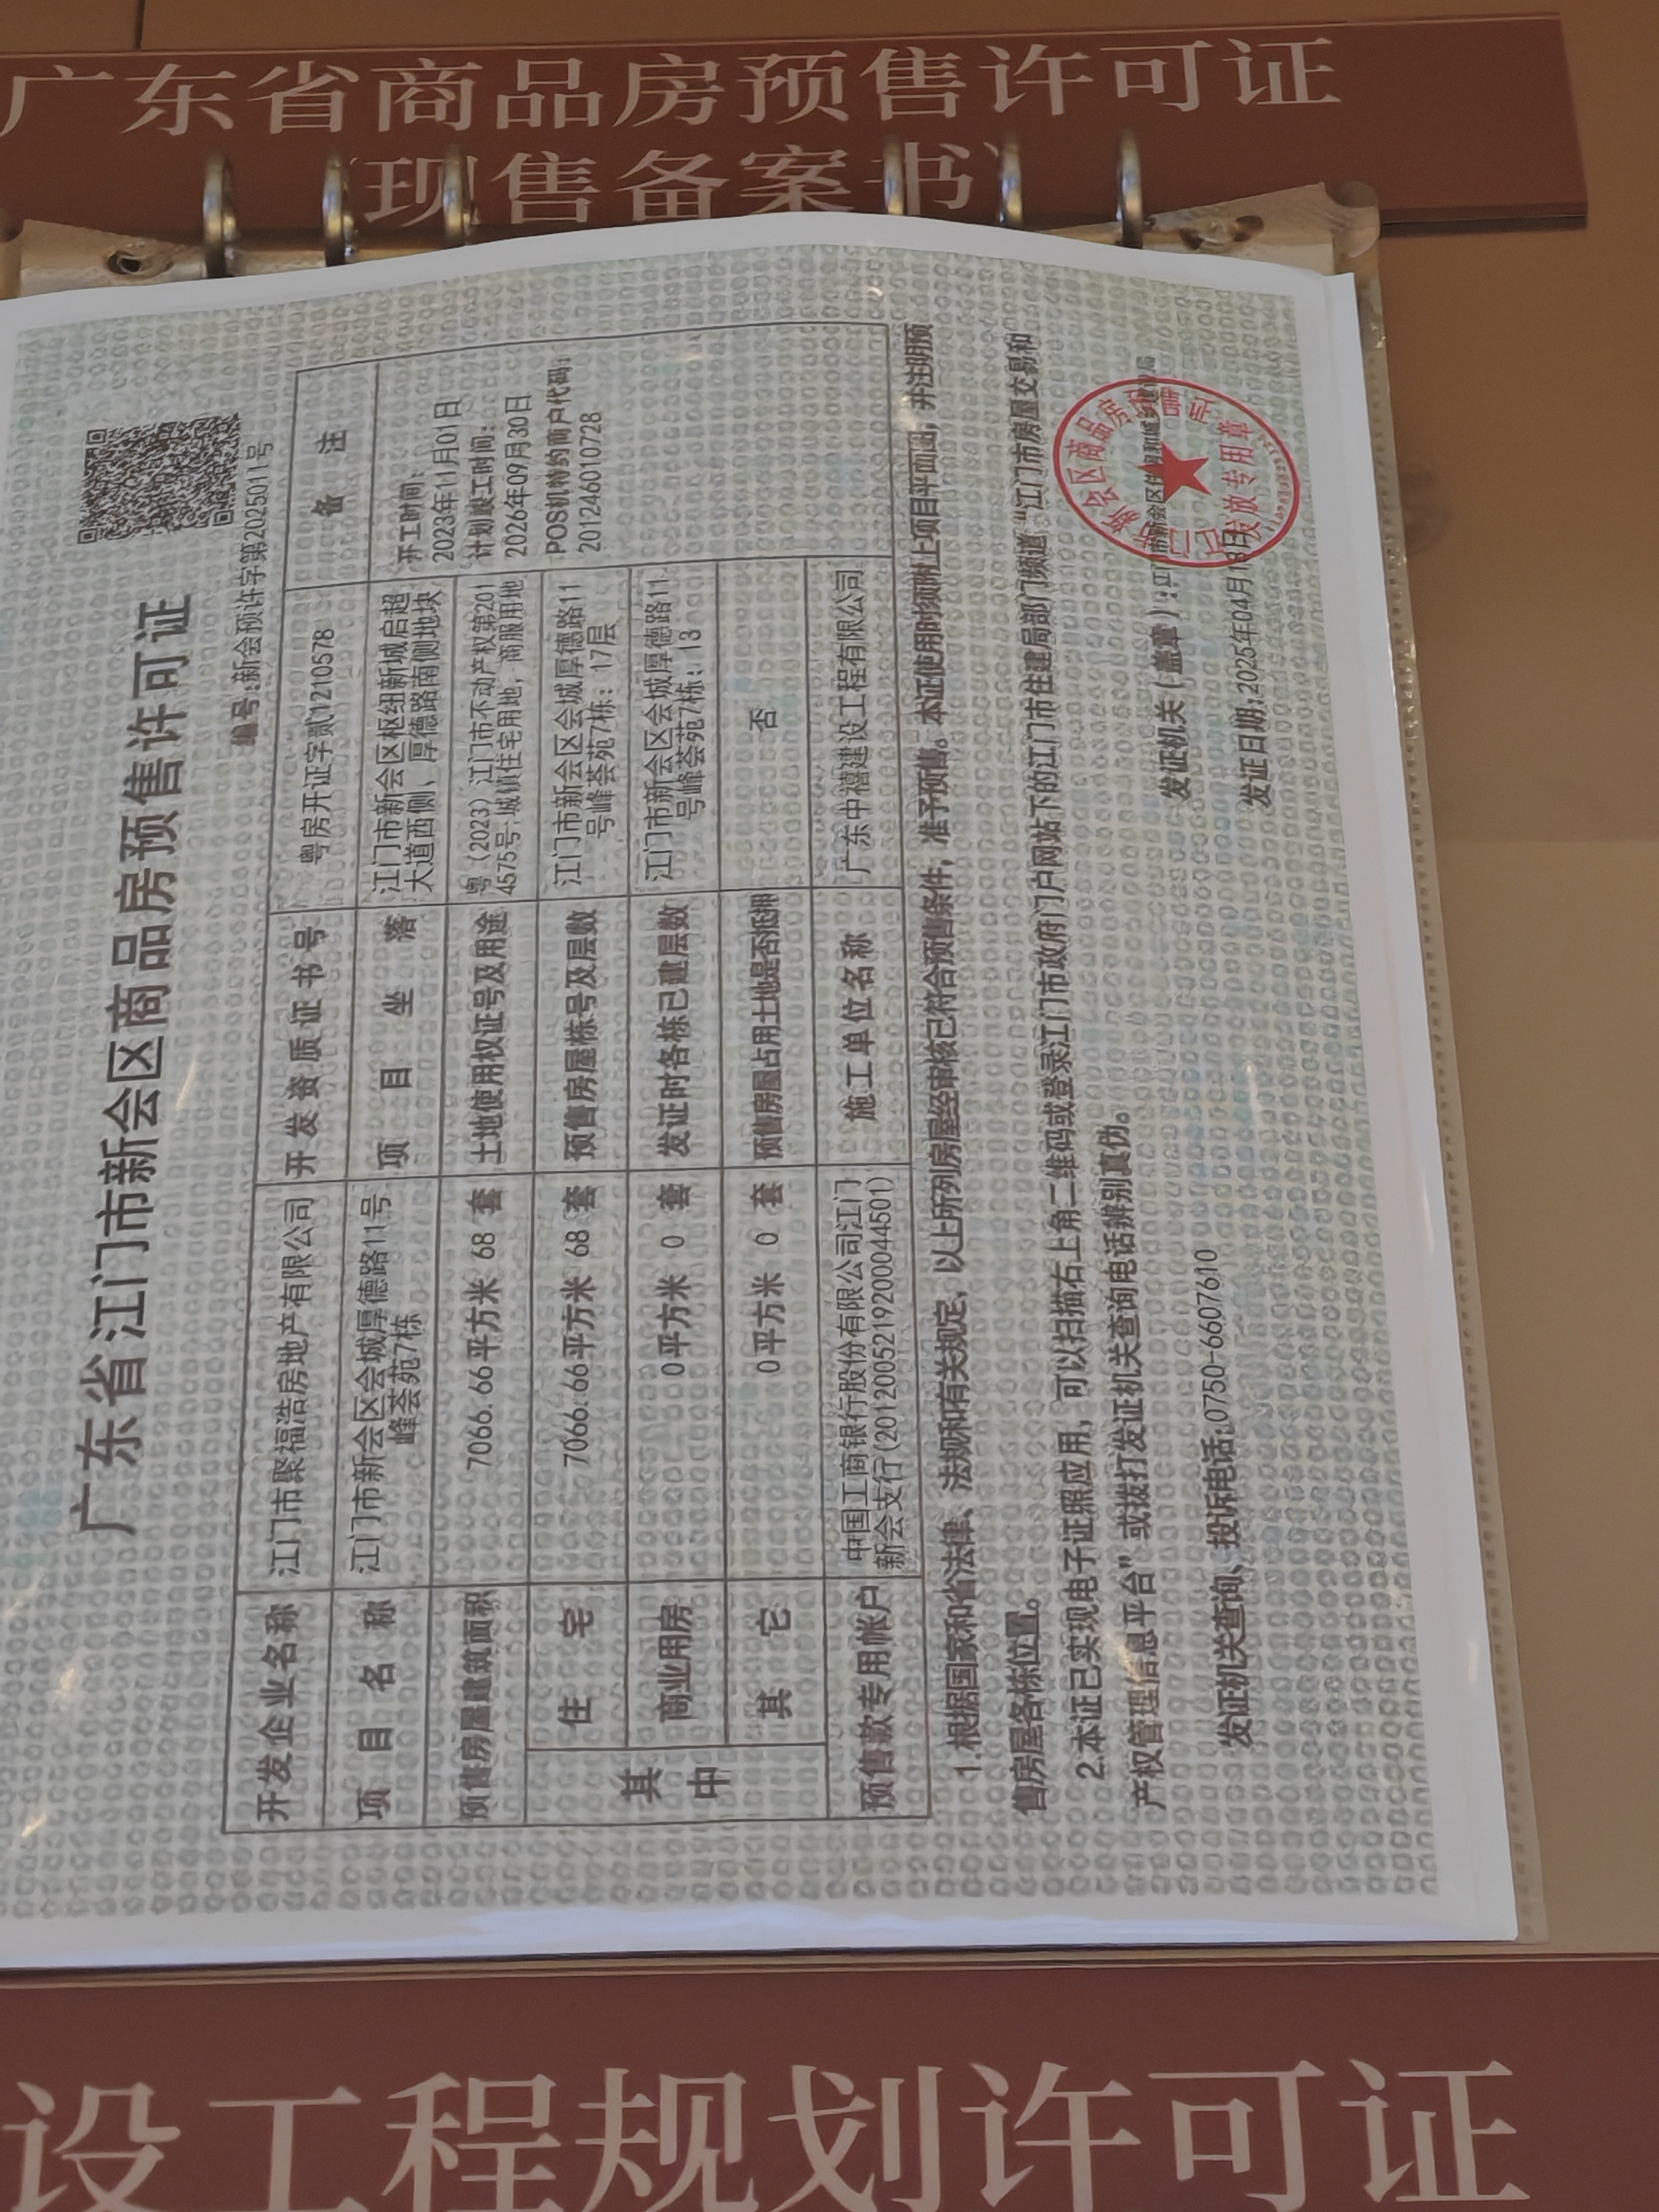 广东省商品房预售许可证
(现售备案书)
广东省江门市新会区商品房预售许可证
编号:新会预许字第2025011号
开发企业名称 江门市聚福浩房地产有限公司 开发资质证书号 粤房开证字贰1210578 备 注
项目名称 江门市新会区会城厚德路11号
峰荟苑7栋
项目坐落 江门市新会区枢纽新城启超
大道西侧，厚德路南侧地块
开工时间：
2023年11月01日
计划竣工时间：
2026年09月30日
POS机特约商户代码：
201246010728
预售房屋建筑面积 7066.66平方米 68 套 土地使用权证号及用途 粤（2023）江门市不动产权第201
4575号;城镇住宅用地，商服用地
其中 住宅 7066.66平方米 68 套 预售房屋栋号及层数 江门市新会区会城厚德路11
号峰荟苑7栋：17层
商业用房 0平方米 0 套 发证时各栋已建层数 江门市新会区会城厚德路11
号峰荟苑7栋：13
其它 0平方米 0 套 预售房屋占用土地是否抵押 否
预售款专用帐户 中国工商银行股份有限公司江门
新会支行(2012005219200044501)
施工单位名称 广东中禧建设工程有限公司
1.根据国家和省法律、法规和有关规定，以上所列房屋经审核已符合预售条件，准予预售。本证使用时须附上项目平面图，并注明预
售房屋各栋位置。
2.本证已实现电子证照应用，可以扫描右上角二维码或登录江门市政府门户网站下的江门市住建局部门频道“江门市房屋交易和
产权管理信息平台”或拨打发证机关查询电话辨别真伪。
发证机关（盖章）:
发证机关查询、投诉电话:0750-6607610
发证日期:2025年04月
设工程规划许可证